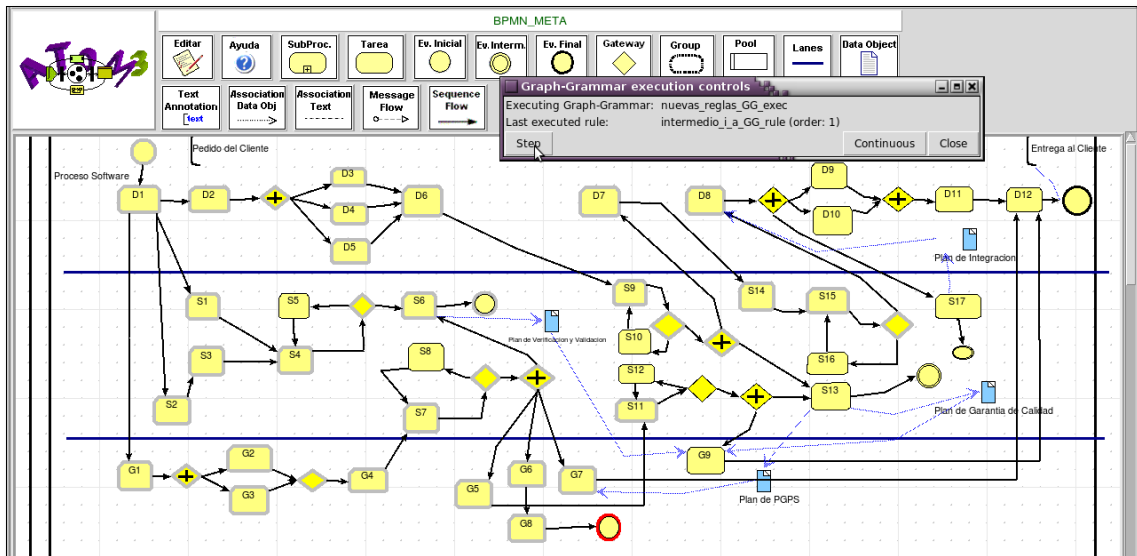 BPMN_META
AToM3
Editar
Ayuda
SubProc.
Tarea
Ev. Inicial
Ev. Interm.
Ev. Final
Gateway
Group
Pool
Lanes
Data Object
Text
Annotation
[text
Association
Data Obj
Association
Text
Message
Flow
Sequence
Flow
Graph-Grammar execution controls
Executing Graph-Grammar: nuevas_reglas_GG_exec
Last executed rule: intermedio_i_a_GG_rule (order: 1)
Step
Continuous
Close
Pedido del Cliente
Entrega al Cliente
Proceso Software
D1
D2
D3
D4
D5
D6
D7
D8
D9
D10
D11
D12
Plan de Integracion
S1
S2
S3
S4
S5
S6
S7
S8
S9
S10
S11
S12
S13
S14
S15
S16
S17
Plan de Verificacion y Validacion
Plan de Garantia de Calidad
G1
G2
G3
G4
G5
G6
G7
G8
G9
Plan de PGPS